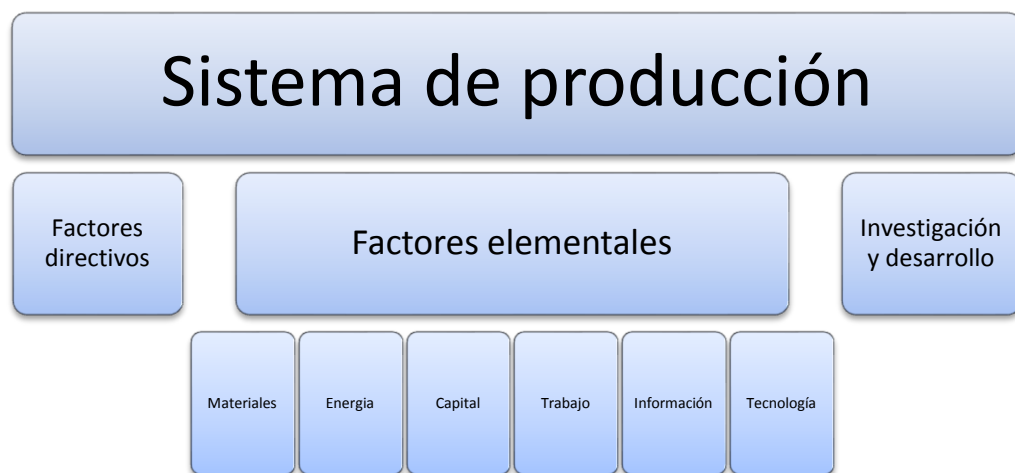 Sistema de producción
Factores
directivos
Factores elementales
Investigación
y desarrollo
Materiales
Energia
Capital
Trabajo
Información
Tecnología